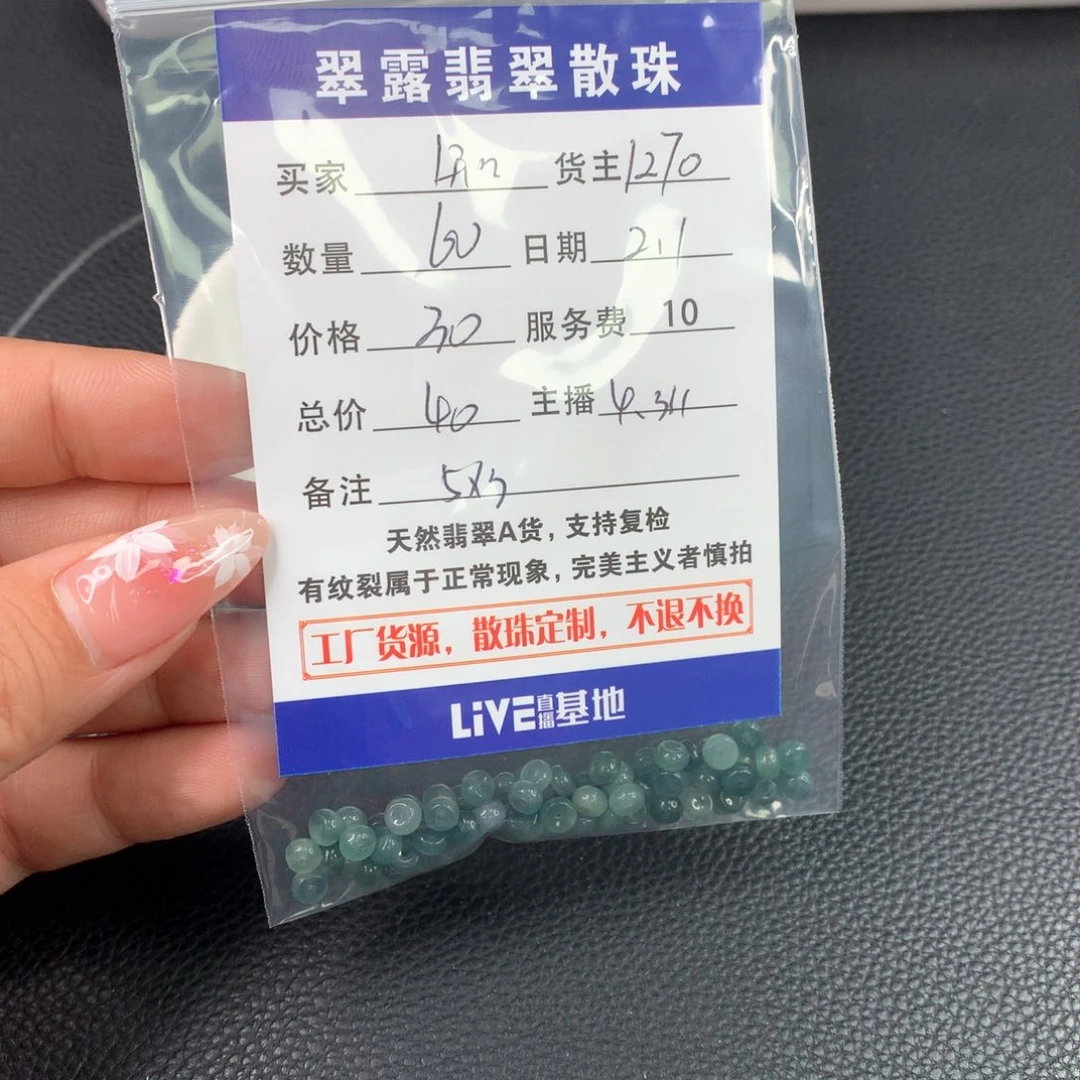 翠露翡翠散珠
买家 Lin 货主 1270
数量 60 日期 2.1
价格 30 服务费 10
总价 40 主播
备注 5x3
天然翡翠A货，支持复检
有纹裂属于正常现象，完美主义者慎拍
工厂货源，散珠定制，不退不换
LiVE直播基地